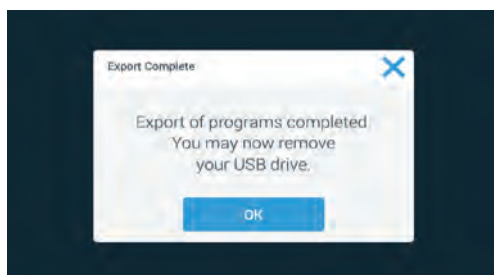 Export Complete
Export of programs completed
You may now remove
your USB drive.
OK